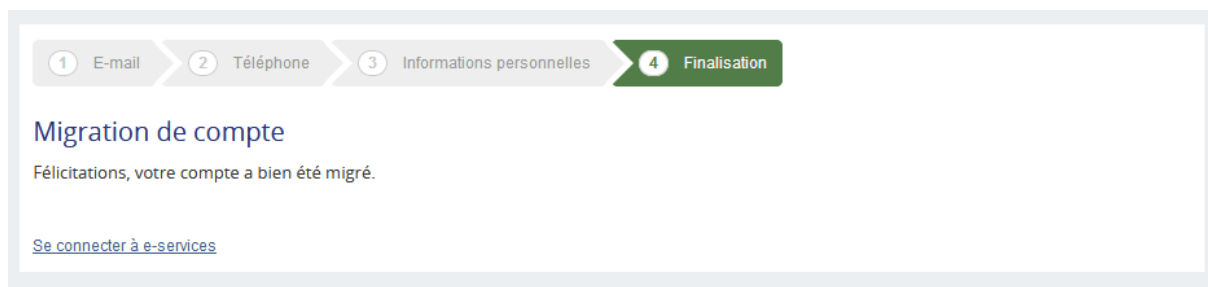 1 E-mail 2 Téléphone 3 Informations personnelles 4 Finalisation
Migration de compte
Félicitations, votre compte a bien été migré.
Se connecter à e-services